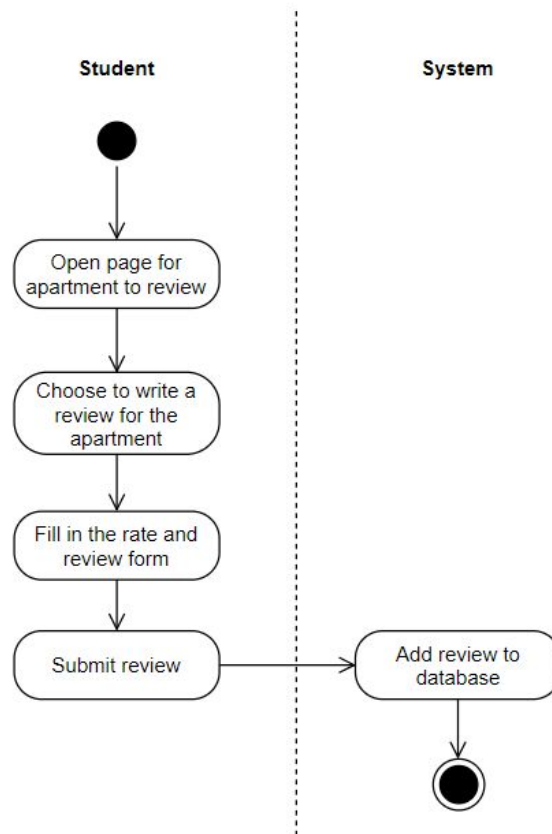 Student
System
Open page for
apartment to review
Choose to write a
review for the
apartment
Fill in the rate and
review form
Submit review
Add review to
database